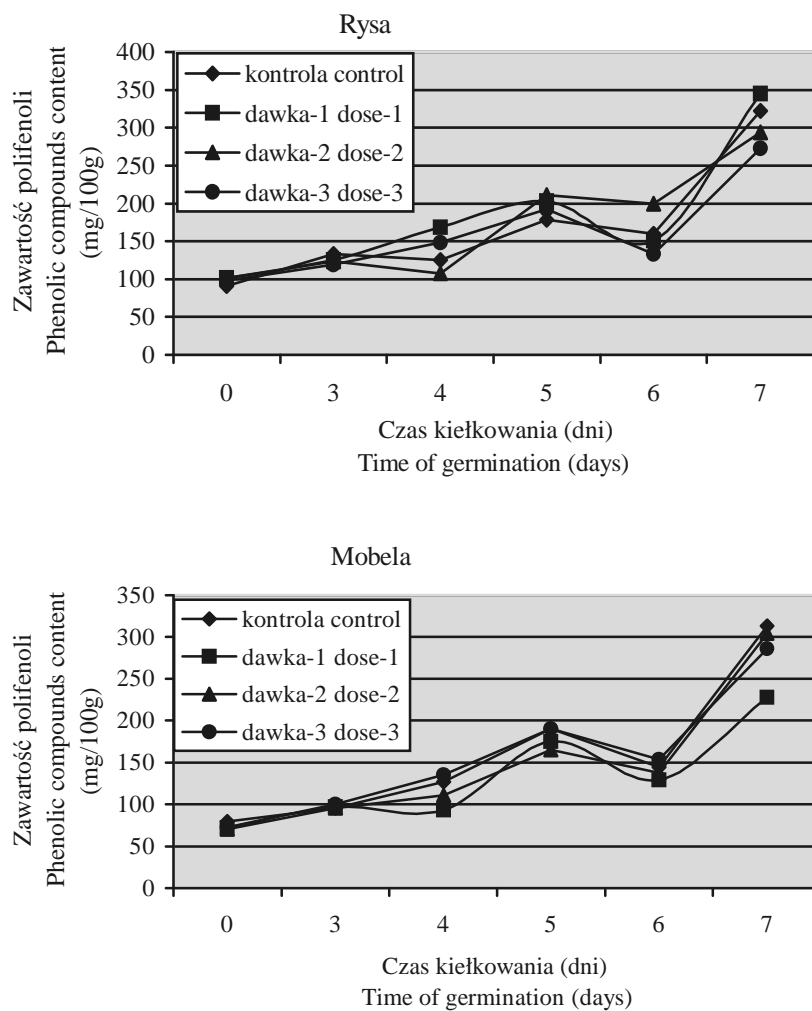 Rysa
Zawartość polifenoli
Phenolic compounds content
(mg/100g)
400
350
300
250
200
150
100
50
0
kontrola control
dawka-1 dose-1
dawka-2 dose-2
dawka-3 dose-3
0 3 4 5 6 7
Czas kiełkowania (dni)
Time of germination (days)
Mobela
Zawartość polifenoli
Phenolic compounds content
(mg/100g)
350
300
250
200
150
100
50
0
kontrola control
dawka-1 dose-1
dawka-2 dose-2
dawka-3 dose-3
0 3 4 5 6 7
Czas kiełkowania (dni)
Time of germination (days)